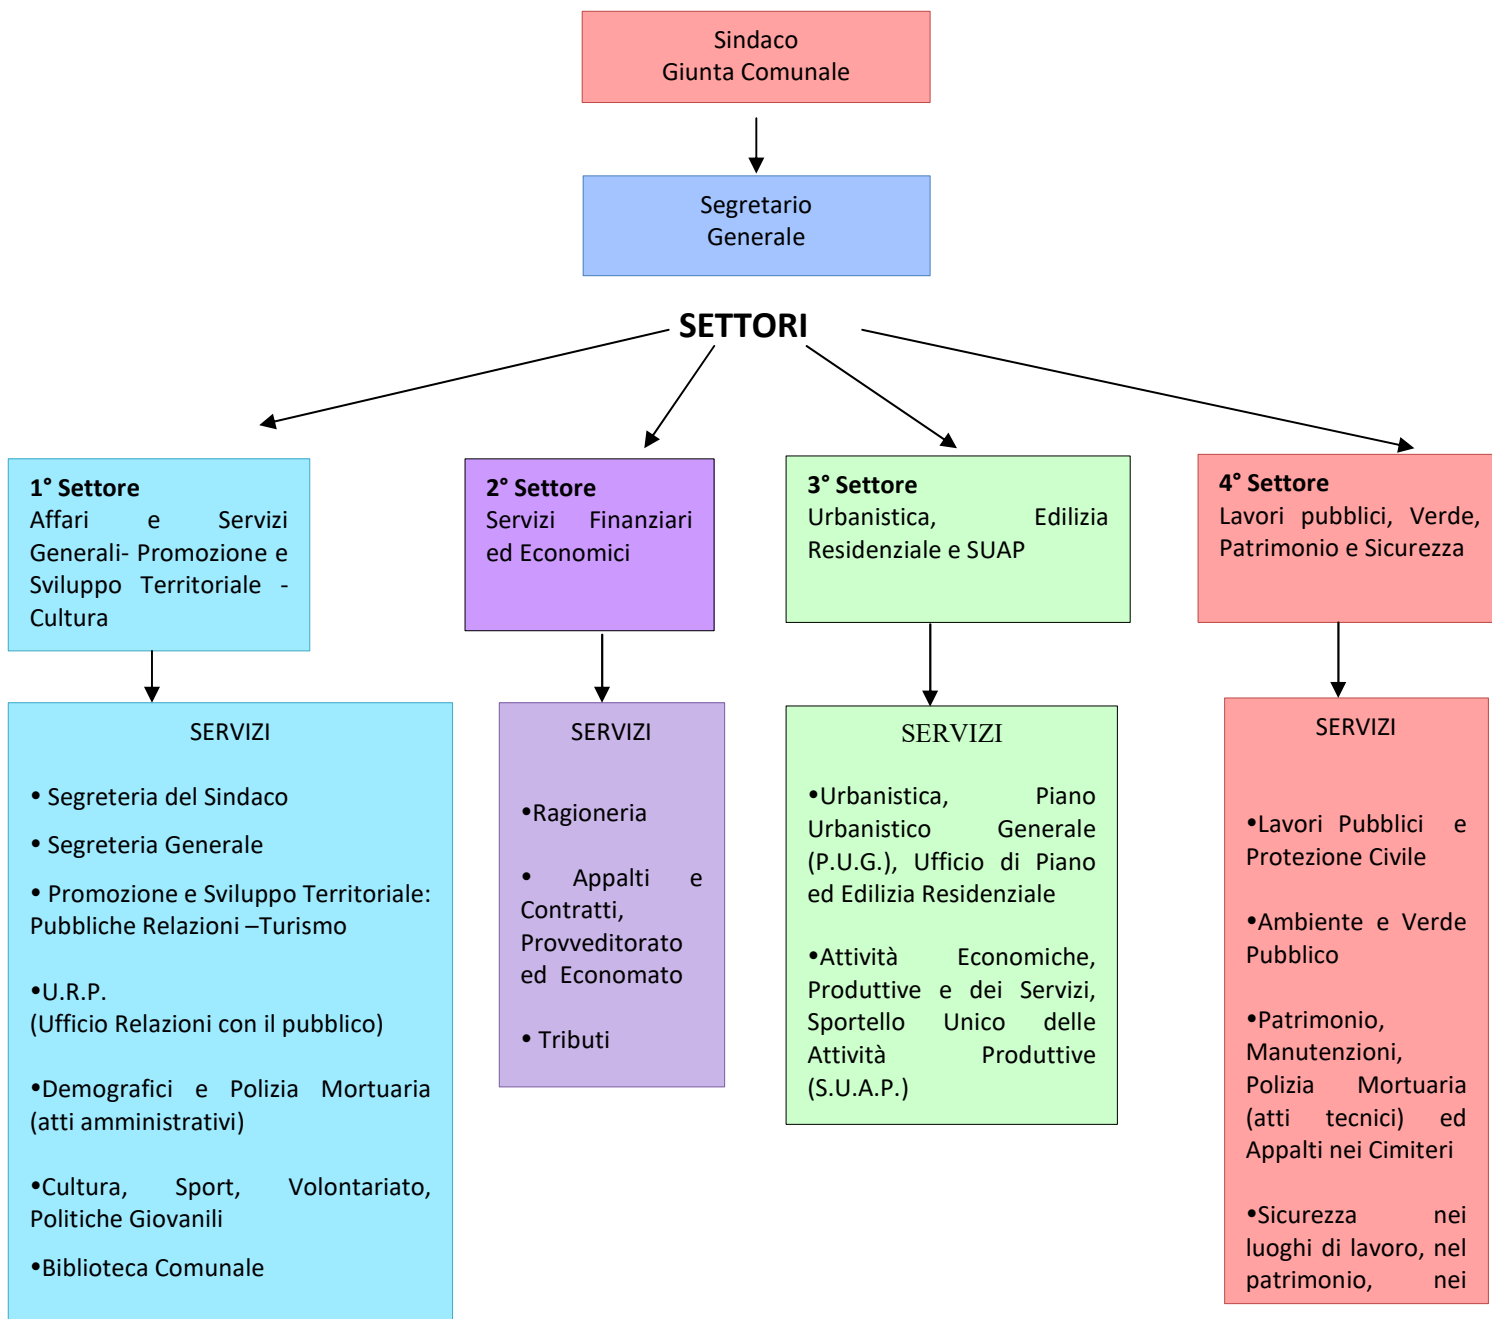 Sindaco
Giunta Comunale
Segretario
Generale
SETTORI
1° Settore
Affari e Servizi
Generali- Promozione e
Sviluppo Territoriale -
Cultura
2° Settore
Servizi Finanziari
ed Economici
3° Settore
Urbanistica, Edilizia
Residenziale e SUAP
4° Settore
Lavori pubblici, Verde,
Patrimonio e Sicurezza
SERVIZI
• Segreteria del Sindaco
• Segreteria Generale
• Promozione e Sviluppo Territoriale:
Pubbliche Relazioni –Turismo
•U.R.P.
(Ufficio Relazioni con il pubblico)
•Demografici e Polizia Mortuaria
(atti amministrativi)
•Cultura, Sport, Volontariato,
Politiche Giovanili
•Biblioteca Comunale
SERVIZI
•Ragioneria
• Appalti e
Contratti,
Provveditorato
ed Economato
• Tributi
SERVIZI
•Urbanistica, Piano
Urbanistico Generale
(P.U.G.), Ufficio di Piano
ed Edilizia Residenziale
•Attività Economiche,
Produttive e dei Servizi,
Sportello Unico delle
Attività Produttive
(S.U.A.P.)
SERVIZI
•Lavori Pubblici e
Protezione Civile
•Ambiente e Verde
Pubblico
•Patrimonio,
Manutenzioni,
Polizia Mortuaria
(atti tecnici) ed
Appalti nei Cimiteri
•Sicurezza nei
luoghi di lavoro, nel
patrimonio, nei